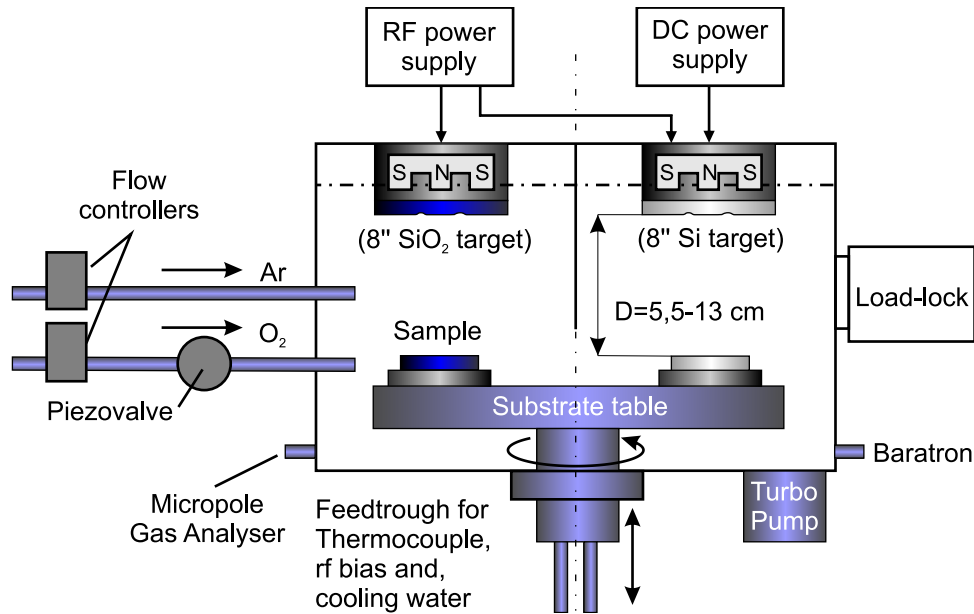 RF power
supply
DC power
supply
S N S
S N S
Flow
controllers
(8" SiO₂ target)
(8" Si target)
Ar
Load-lock
D=5,5-13 cm
O₂
Sample
Piezovalve
Substrate table
Baratron
Micropole
Gas Analyser
Turbo
Pump
Feedtrough for
Thermocouple,
rf bias and,
cooling water